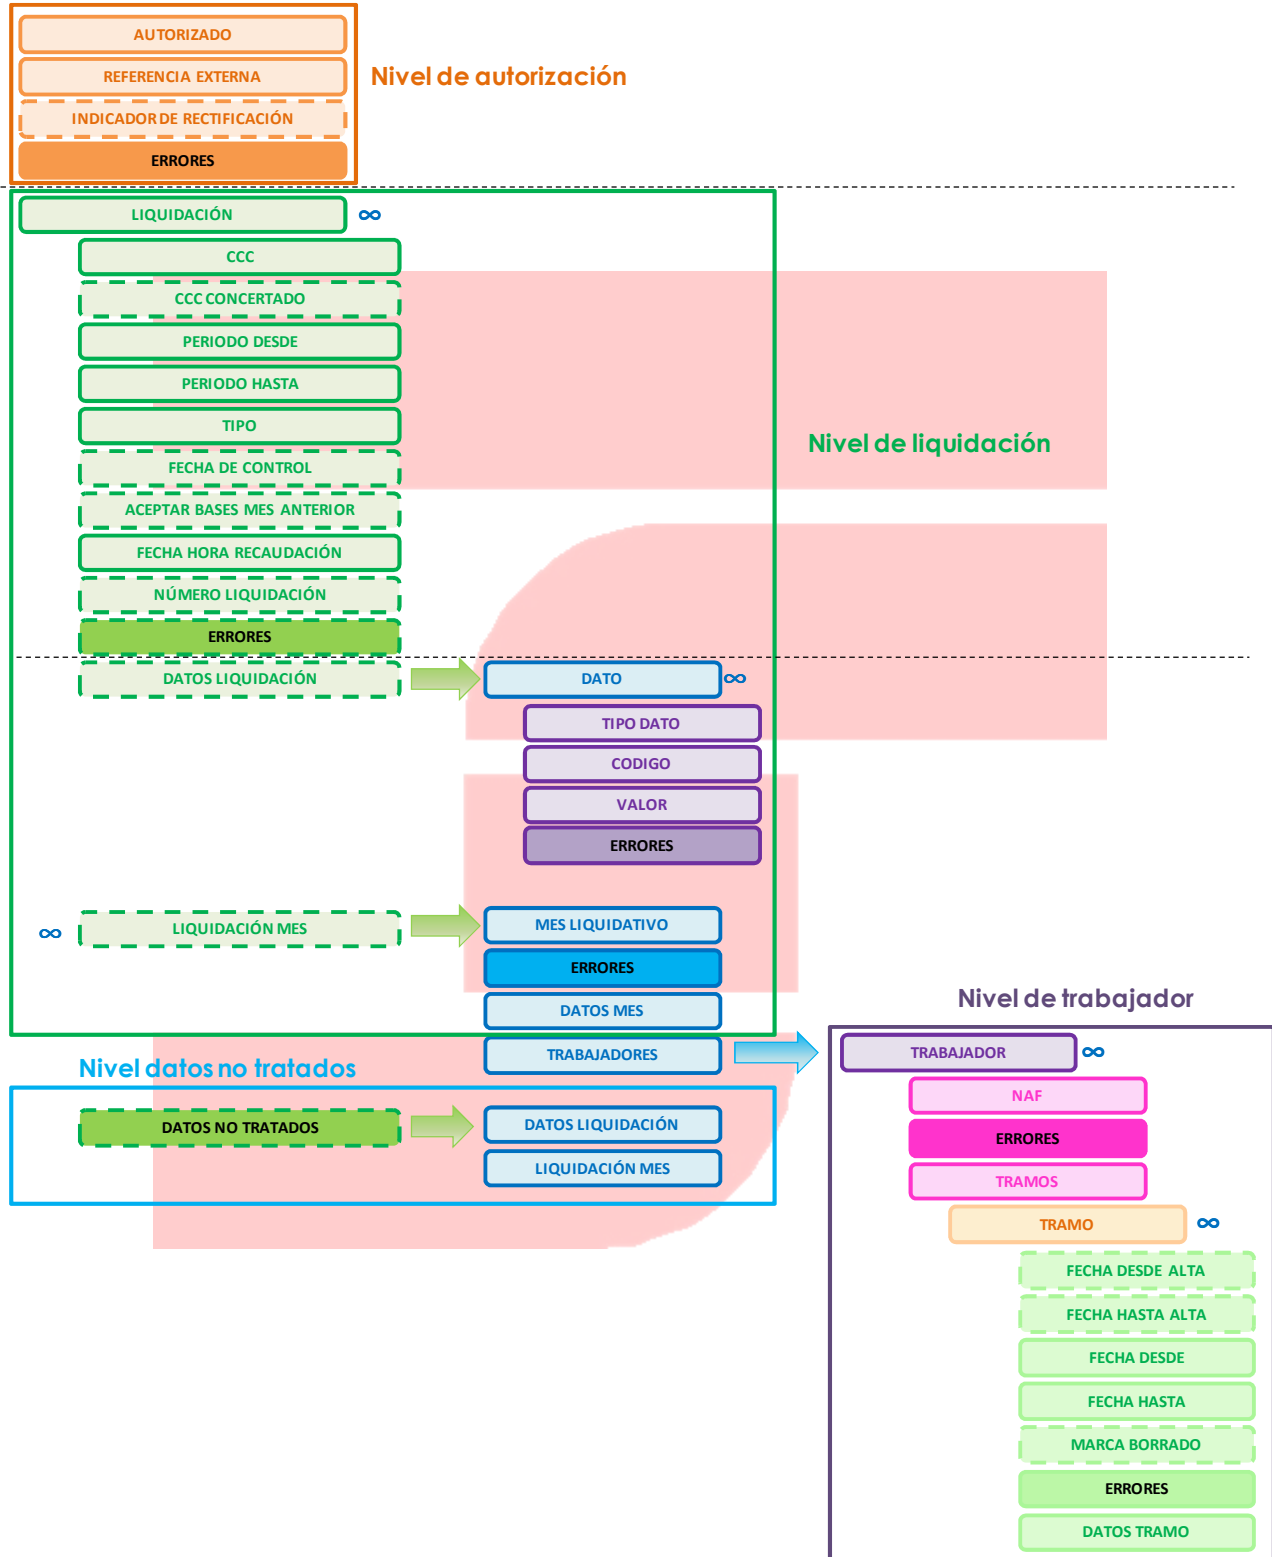 AUTORIZADO
REFERENCIA EXTERNA
Nivel de autorización
INDICADOR DE RECTIFICACIÓN
ERRORES
LIQUIDACIÓN ∞
CCC
CCC CONCERTADO
PERIODO DESDE
PERIODO HASTA
TIPO
Nivel de liquidación
FECHA DE CONTROL
ACEPTAR BASES MES ANTERIOR
FECHA HORA RECAUDACIÓN
NÚMERO LIQUIDACIÓN
ERRORES
DATOS LIQUIDACIÓN
DATO ∞
TIPO DATO
CODIGO
VALOR
ERRORES
∞ LIQUIDACIÓN MES
MES LIQUIDATIVO
ERRORES
DATOS MES
TRABAJADORES
Nivel de trabajador
TRABAJADOR ∞
NAF
ERRORES
TRAMOS
TRAMO ∞
FECHA DESDE ALTA
FECHA HASTA ALTA
FECHA DESDE
FECHA HASTA
MARCA BORRADO
ERRORES
DATOS TRAMO
Nivel datos no tratados
DATOS NO TRATADOS
DATOS LIQUIDACIÓN
LIQUIDACIÓN MES